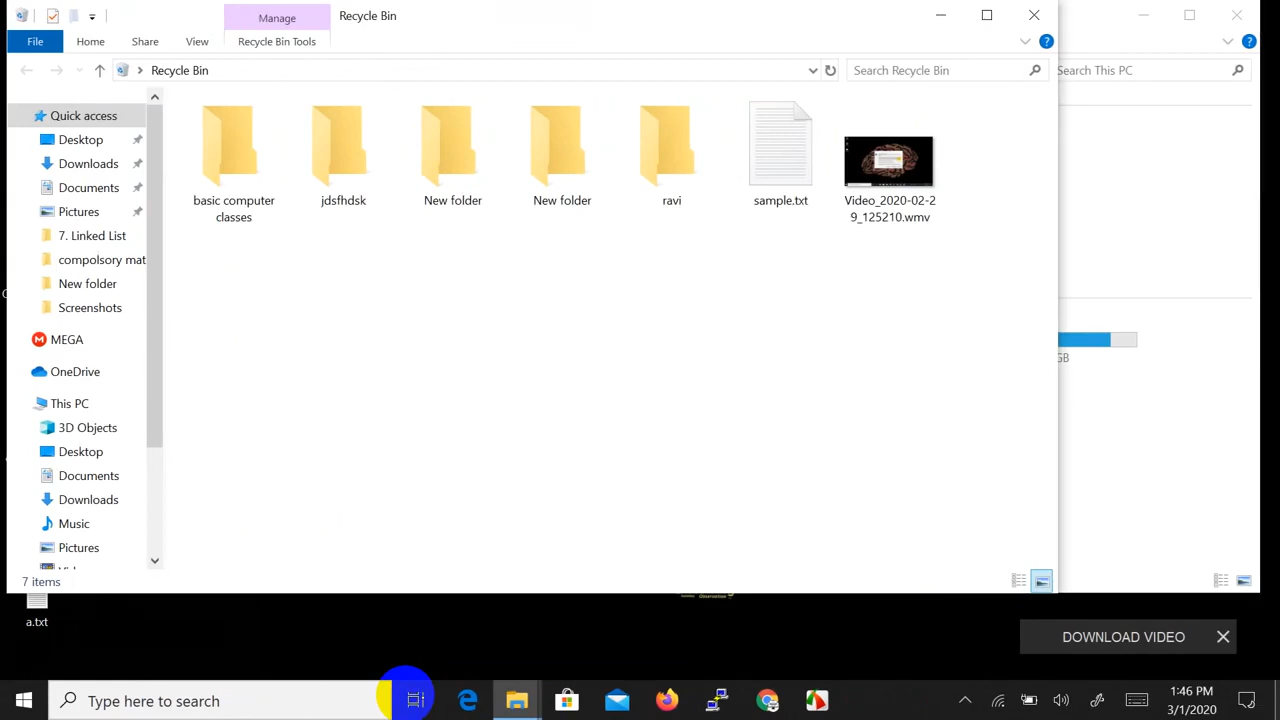 Manage
Recycle Bin
File
Home
Share
View
Recycle Bin Tools
Recycle Bin
Search Recycle Bin
Search This PC
Quick access
Desktop
Downloads
Documents
Pictures
7. Linked List
compolsory mat
New folder
Screenshots
MEGA
OneDrive
This PC
3D Objects
Desktop
Documents
Downloads
Music
Pictures
basic computer
classes
jdsfhdsk
New folder
New folder
ravi
sample.txt
Video_2020-02-2
9_125210.wmv
GB
7 items
a.txt
DOWNLOAD VIDEO
Type here to search
1:46 PM
3/1/2020